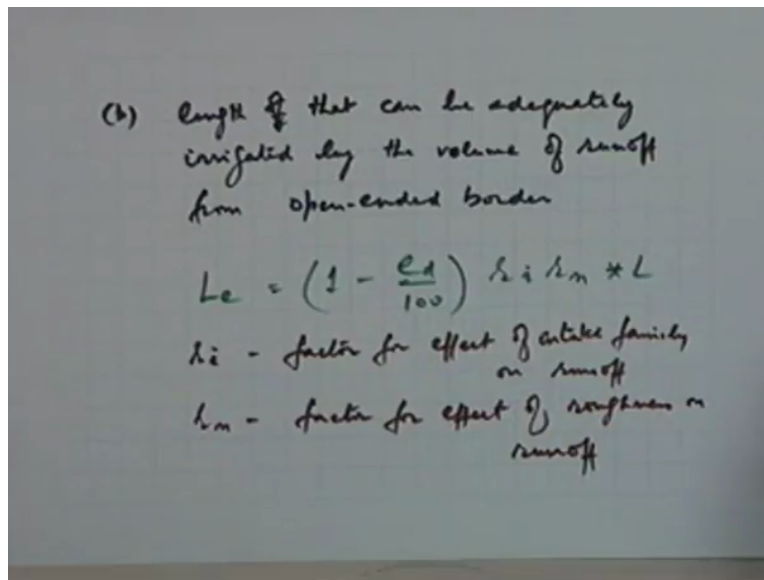 (b) length that can be adequately
irrigated by the volume of runoff
from open-ended border
Le = (1 - ed/100) ri rn * L
ri - factor for effect of intake family
on runoff
rn - factor for effect of roughness on
runoff